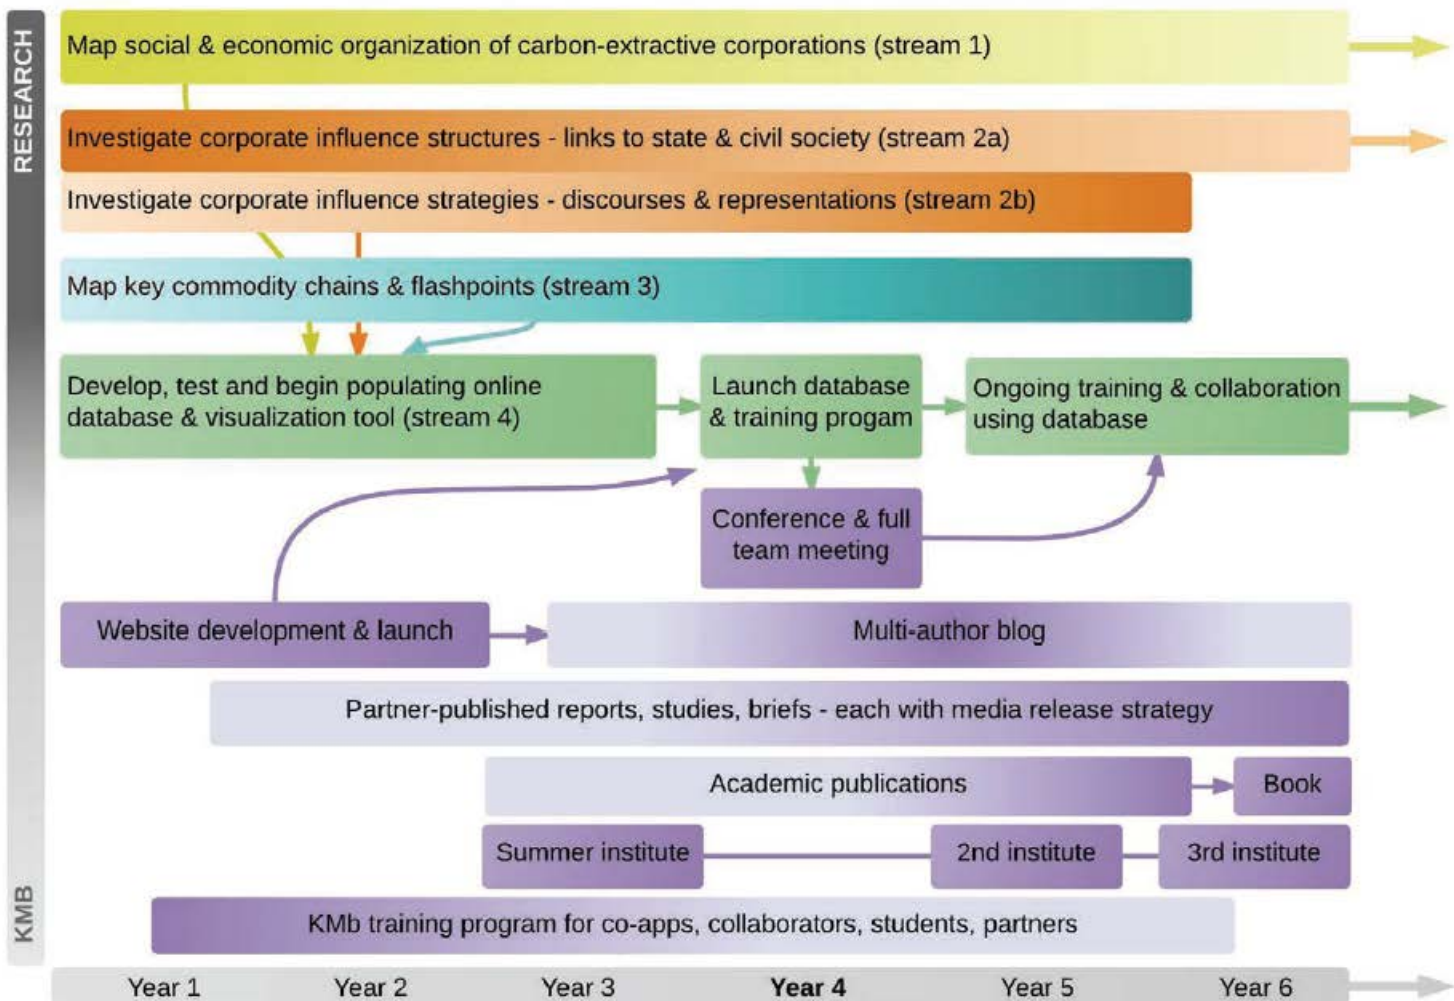 RESEARCH
Map social & economic organization of carbon-extractive corporations (stream 1)
Investigate corporate influence structures - links to state & civil society (stream 2a)
Investigate corporate influence strategies - discourses & representations (stream 2b)
Map key commodity chains & flashpoints (stream 3)
Develop, test and begin populating online
database & visualization tool (stream 4)
Launch database
& training progam
Ongoing training & collaboration
using database
Conference & full
team meeting
Website development & launch
Multi-author blog
Partner-published reports, studies, briefs - each with media release strategy
Academic publications
Book
Summer institute
2nd institute
3rd institute
KMB
KMb training program for co-apps, collaborators, students, partners
Year 1
Year 2
Year 3
Year 4
Year 5
Year 6